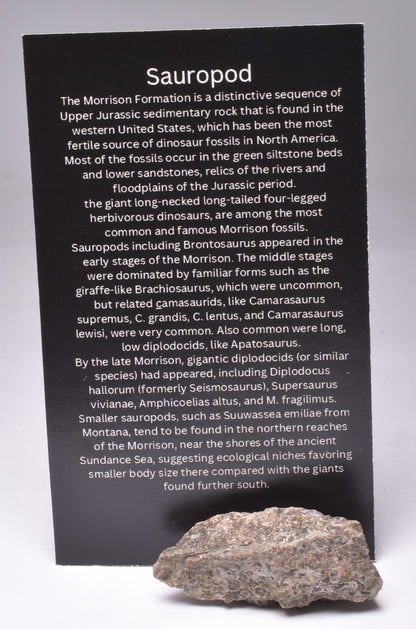 Sauropod
The Morrison Formation is a distinctive sequence of
Upper Jurassic sedimentary rock that is found in the
western United States, which has been the most
fertile source of dinosaur fossils in North America.
Most of the fossils occur in the green siltstone beds
and lower sandstones, relics of the rivers and
floodplains of the Jurassic period.
the giant long-necked long-tailed four-legged
herbivorous dinosaurs, are among the most
common and famous Morrison fossils.
Sauropods including Brontosaurus appeared in the
early stages of the Morrison. The middle stages
were dominated by familiar forms such as the
giraffe-like Brachiosaurus, which were uncommon,
but related camasaurids, like Camarasaurus
supremus, C. grandis, C. lentus, and Camarasaurus
lewisi, were very common. Also common were long,
low diplodocids, like Apatosaurus.
By the late Morrison, gigantic diplodocids (or similar
species) had appeared, including Diplodocus
hallorum (formerly Seismosaurus), Supersaurus
vivianae, Amphicoelias altus, and M. fragilimus.
Smaller sauropods, such as Suuwassea emiliae from
Montana, tend to be found in the northern reaches
of the Morrison, near the shores of the ancient
Sundance Sea, suggesting ecological niches favoring
smaller body size there compared with the giants
found further south.